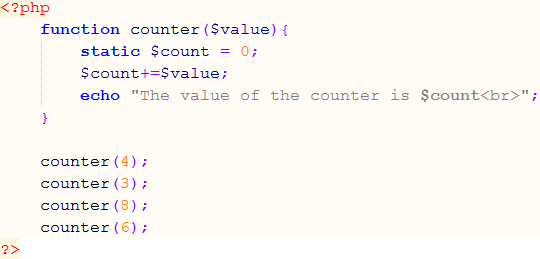 <?php
function counter($value){
static $count = 0;
$count+=$value;
echo "The value of the counter is $count<br>";
}
counter(4);
counter(3);
counter(8);
counter(6);
?>